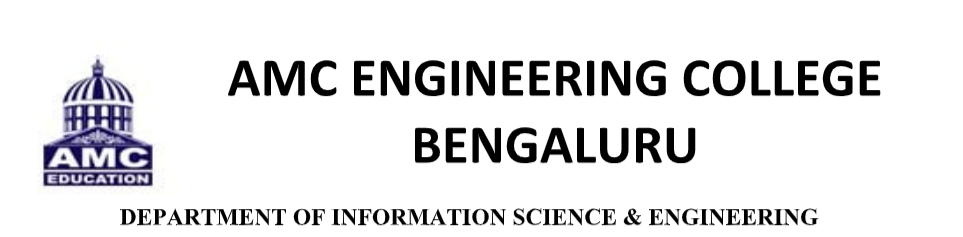 AMC ENGINEERING COLLEGE
BENGALURU
AMC
EDUCATION
DEPARTMENT OF INFORMATION SCIENCE & ENGINEERING